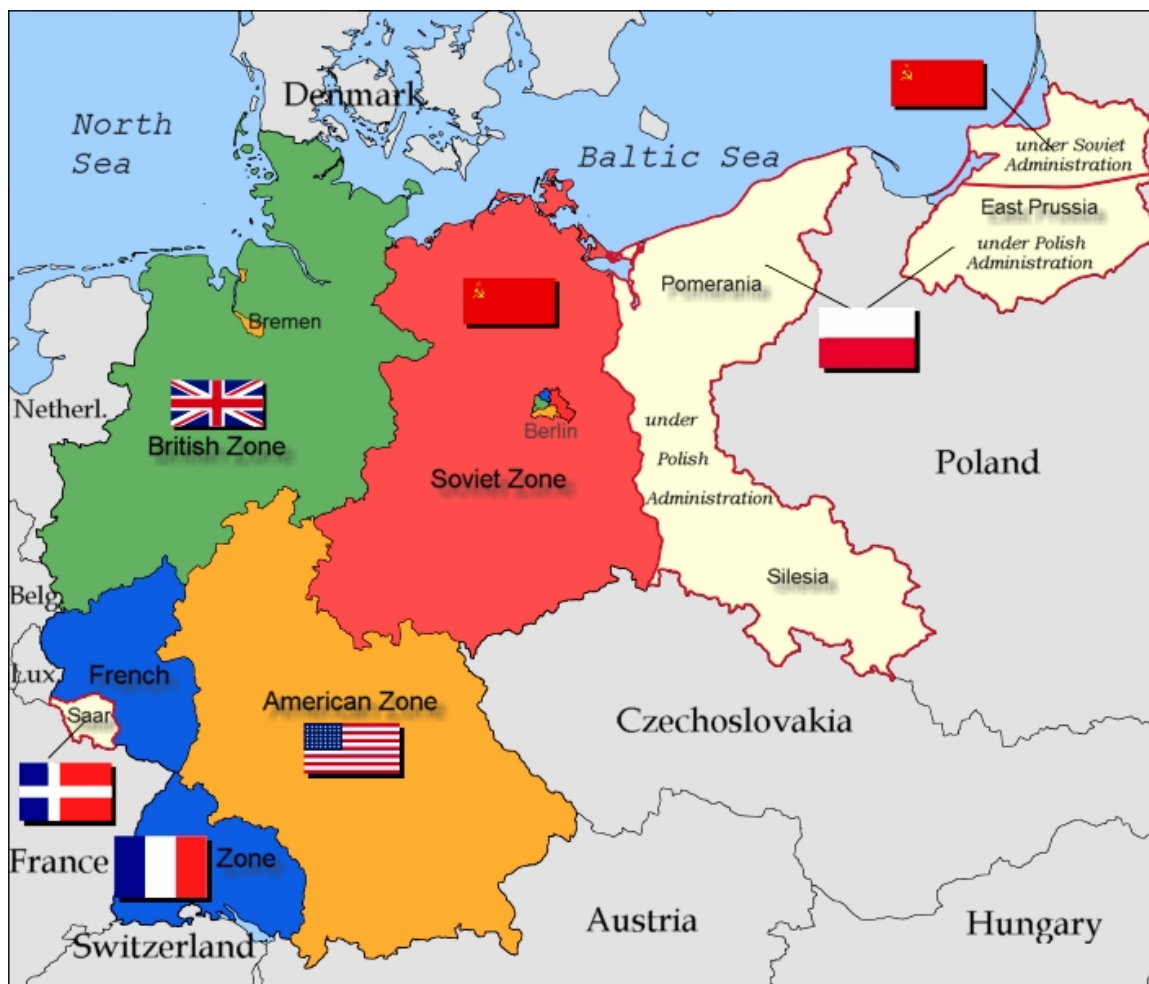 Denmark
North
Sea
Baltic Sea
under Soviet
Administration
East Prussia
under Polish
Administration
Pomerania
Bremen
Netherl.
British Zone
Berlin
Soviet Zone
under
Polish
Administration
Poland
Silesia
Belg.
Lux.
French
Saar
American Zone
Czechoslovakia
France
Zone
Switzerland
Austria
Hungary